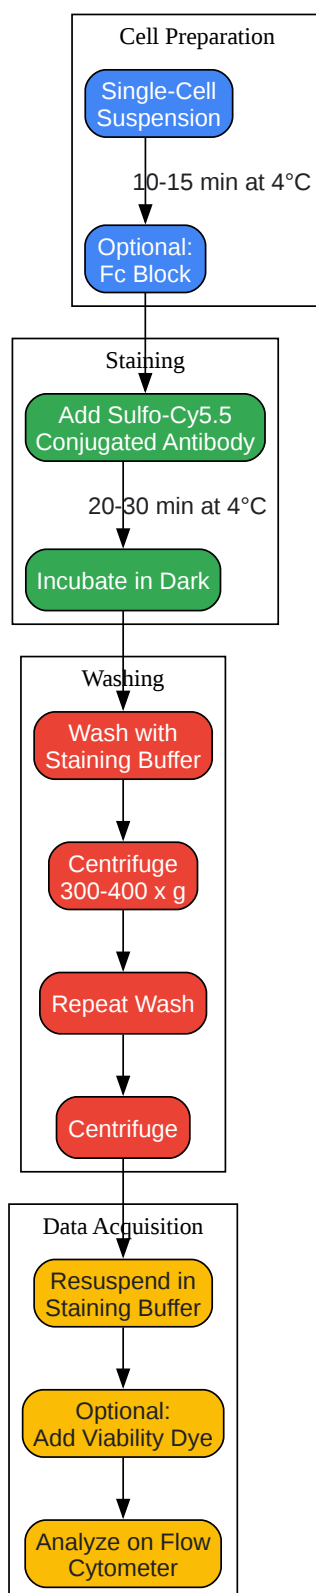 Cell Preparation
Single-Cell
Suspension
10-15 min at 4°C
Optional:
Fc Block
Staining
Add Sulfo-Cy5.5
Conjugated Antibody
20-30 min at 4°C
Incubate in Dark
Washing
Wash with
Staining Buffer
Centrifuge
300-400 x g
Repeat Wash
Centrifuge
Data Acquisition
Resuspend in
Staining Buffer
Optional:
Add Viability Dye
Analyze on Flow
Cytometer